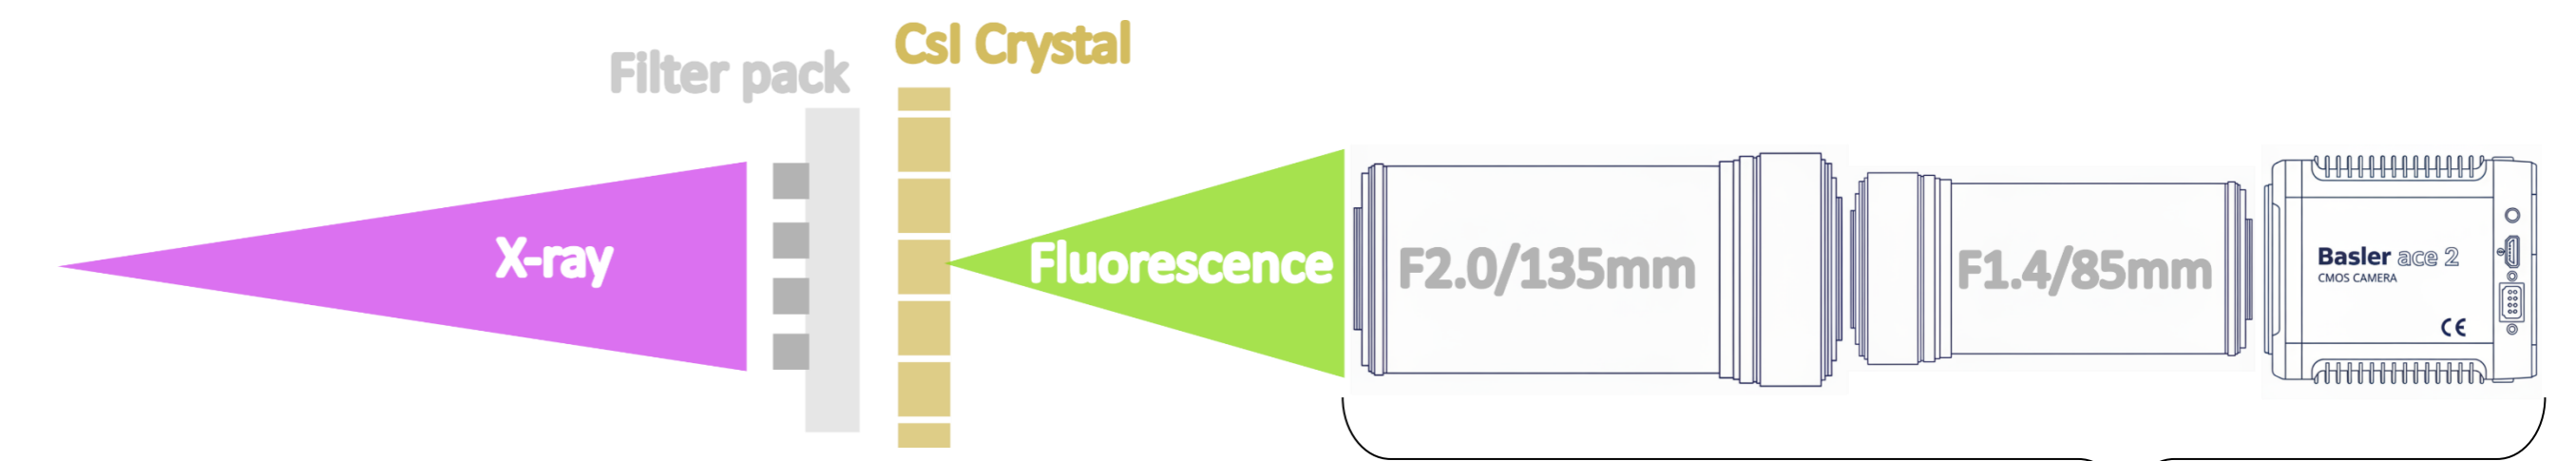 CsI Crystal
Filter pack
X-ray
Fluorescence
F2.0/135mm
F1.4/85mm
Basler ace 2
CMOS CAMERA
CE